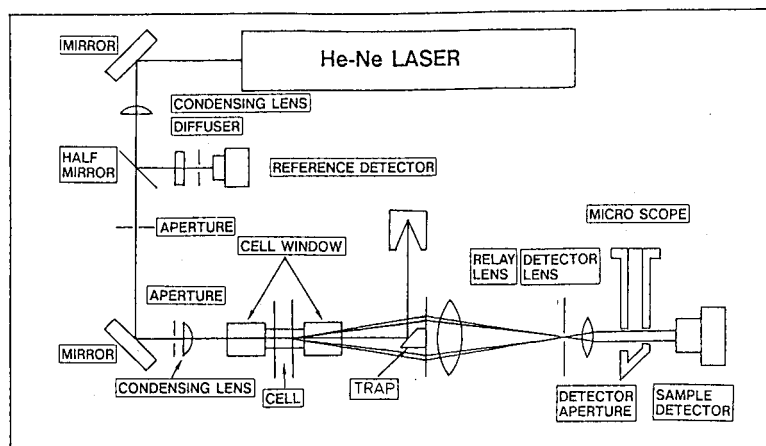 MIRROR
He-Ne LASER
CONDENSING LENS
DIFFUSER
HALF
MIRROR
REFERENCE DETECTOR
APERTURE
CELL WINDOW
MICRO SCOPE
RELAY
LENS
DETECTOR
LENS
APERTURE
MIRROR
CONDENSING LENS
CELL
TRAP
DETECTOR
APERTURE
SAMPLE
DETECTOR